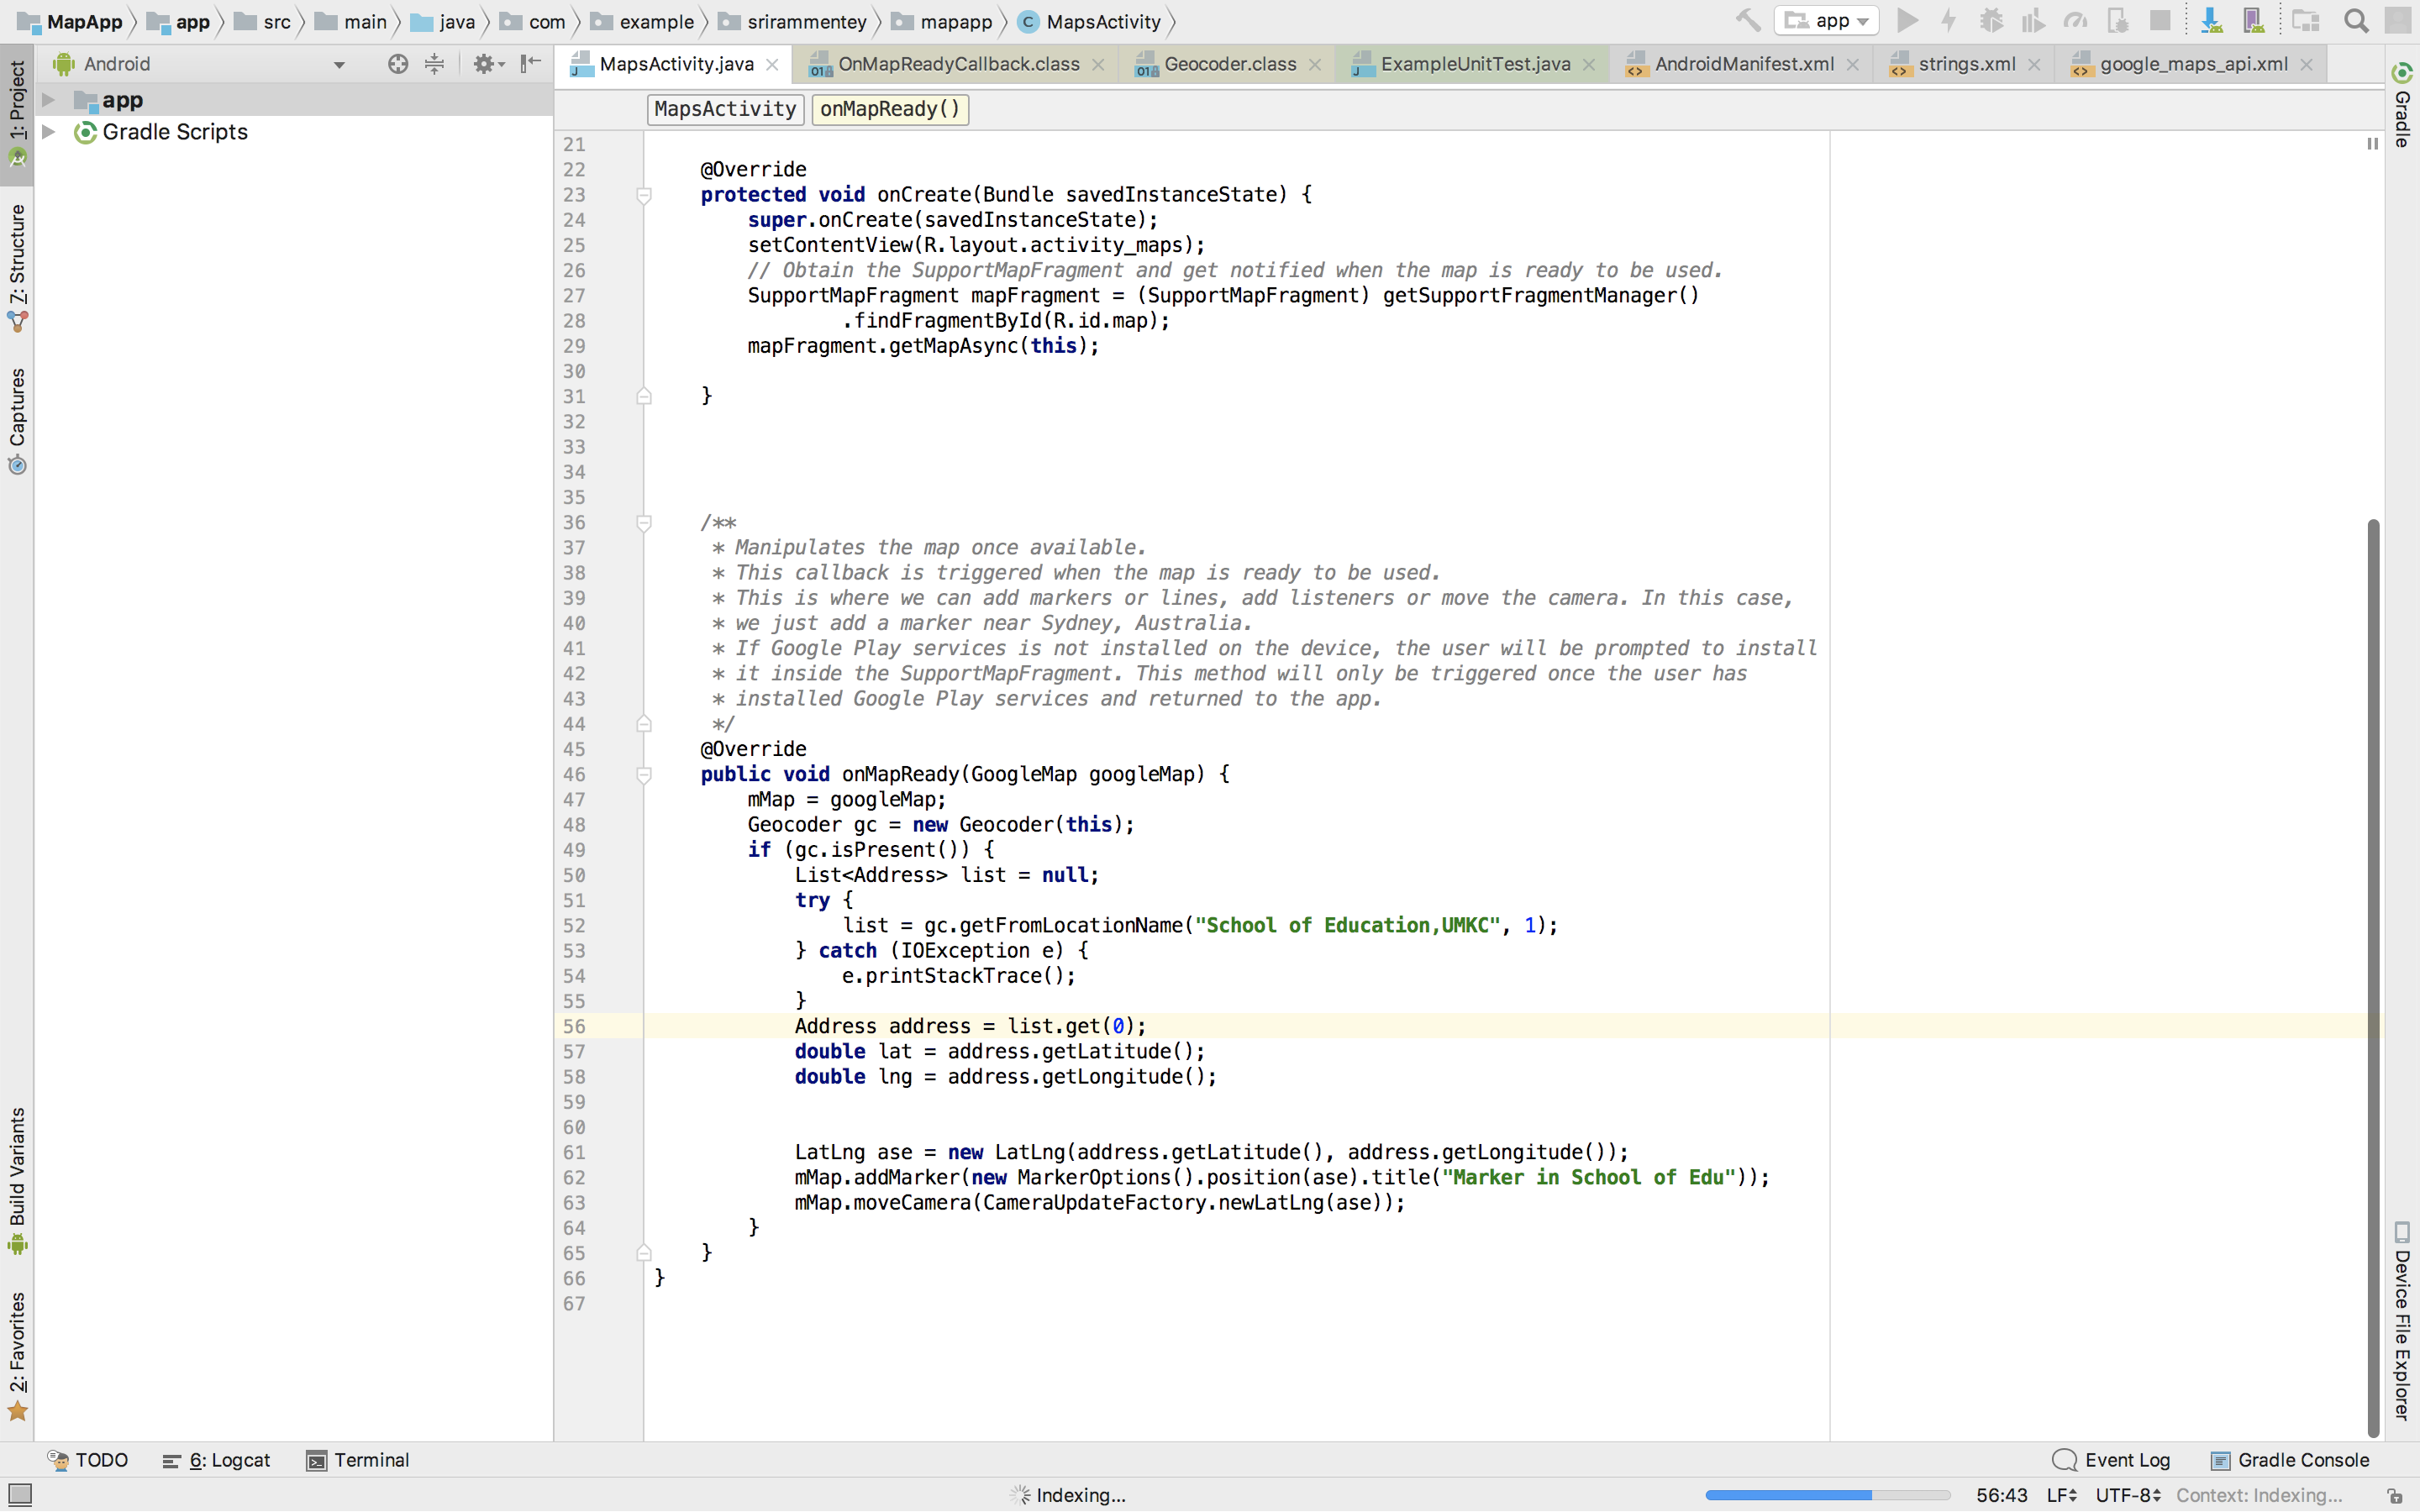 MapApp app src main java com example srirammentey mapapp C MapsActivity app
1: Project
7: Structure
Captures
Build Variants
2: Favorites
Android
app
Gradle Scripts
MapsActivity.java OnMapReadyCallback.class Geocoder.class ExampleUnitTest.java AndroidManifest.xml strings.xml google_maps_api.xml
MapsActivity onMapReady()
21
22 @Override
23 protected void onCreate(Bundle savedInstanceState) {
24 super.onCreate(savedInstanceState);
25 setContentView(R.layout.activity_maps);
26 // Obtain the SupportMapFragment and get notified when the map is ready to be used.
27 SupportMapFragment mapFragment = (SupportMapFragment) getSupportFragmentManager()
28 .findFragmentById(R.id.map);
29 mapFragment.getMapAsync(this);
30
31 }
32
33
34
35
36 /**
37 * Manipulates the map once available.
38 * This callback is triggered when the map is ready to be used.
39 * This is where we can add markers or lines, add listeners or move the camera. In this case,
40 * we just add a marker near Sydney, Australia.
41 * If Google Play services is not installed on the device, the user will be prompted to install
42 * it inside the SupportMapFragment. This method will only be triggered once the user has
43 * installed Google Play services and returned to the app.
44 */
45 @Override
46 public void onMapReady(GoogleMap googleMap) {
47 mMap = googleMap;
48 Geocoder gc = new Geocoder(this);
49 if (gc.isPresent()) {
50 List<Address> list = null;
51 try {
52 list = gc.getFromLocationName("School of Education,UMKC", 1);
53 } catch (IOException e) {
54 e.printStackTrace();
55 }
56 Address address = list.get(0);
57 double lat = address.getLatitude();
58 double lng = address.getLongitude();
59
60
61 LatLng ase = new LatLng(address.getLatitude(), address.getLongitude());
62 mMap.addMarker(new MarkerOptions().position(ase).title("Marker in School of Edu"));
63 mMap.moveCamera(CameraUpdateFactory.newLatLng(ase));
64 }
65 }
66 }
67
Gradle
Device File Explorer
TODO 6: Logcat Terminal Event Log Gradle Console
Indexing... 56:43 LF UTF-8 Context: Indexing...